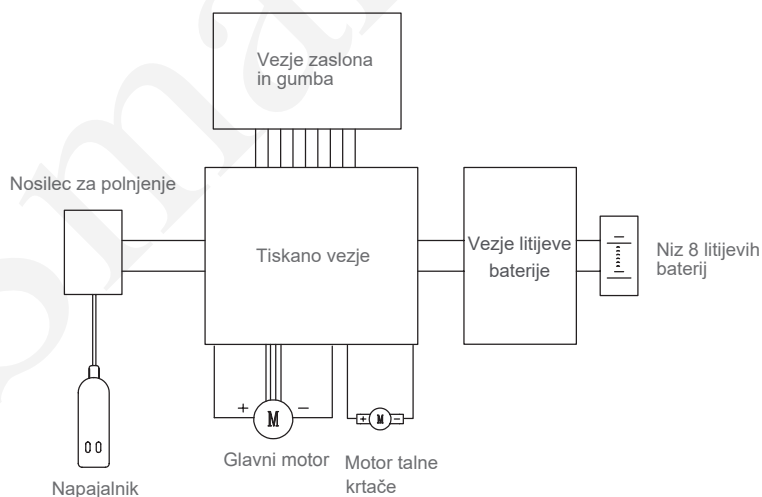 Vezje zaslona
in gumba
Nosilec za polnjenje
Tiskano vezje
Vezje litijeve
baterije
Niz 8 litijevih
baterij
+
M
−
+
M
−
Glavni motor
Motor talne
krtače
Napajalnik